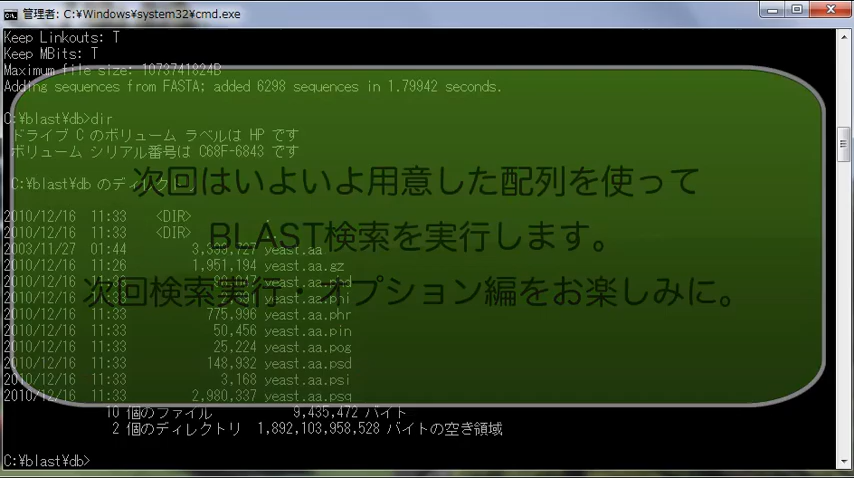 管理者: C:¥Windows¥system32¥cmd.exe
Keep Linkouts: T
Keep MBits: T
Maximum file size: 1073741824B
Adding sequences from FASTA; added 6298 sequences in 1.79942 seconds.
C:¥blast¥db>dir
ドライブ C のボリューム ラベルは HP です
ボリューム シリアル番号は C68F-6843 です
C:¥blast¥db のディレクトリ
次回はいよいよ用意した配列を使って
BLAST検索を実行します。
次回検索実行・オプション編をお楽しみに。
2010/12/16 11:33 <DIR> .
2010/12/16 11:33 <DIR> ..
2003/11/27 01:44 yeast.aa
2010/12/16 11:26 1,951,194 yeast.aa.gz
2010/12/16 11:33
2010/12/16 11:33
2010/12/16 11:33 775,996 yeast.aa.phr
2010/12/16 11:33 50,456 yeast.aa.pin
2010/12/16 11:33 25,224 yeast.aa.pog
2010/12/16 11:33 148,932 yeast.aa.psd
2010/12/16 11:33 3,168 yeast.aa.psi
2010/12/16 11:33 2,980,337 yeast.aa.psq
10 個のファイル 9,435,472 バイト
2 個のディレクトリ 1,892,103,958,528 バイトの空き領域
C:¥blast¥db>